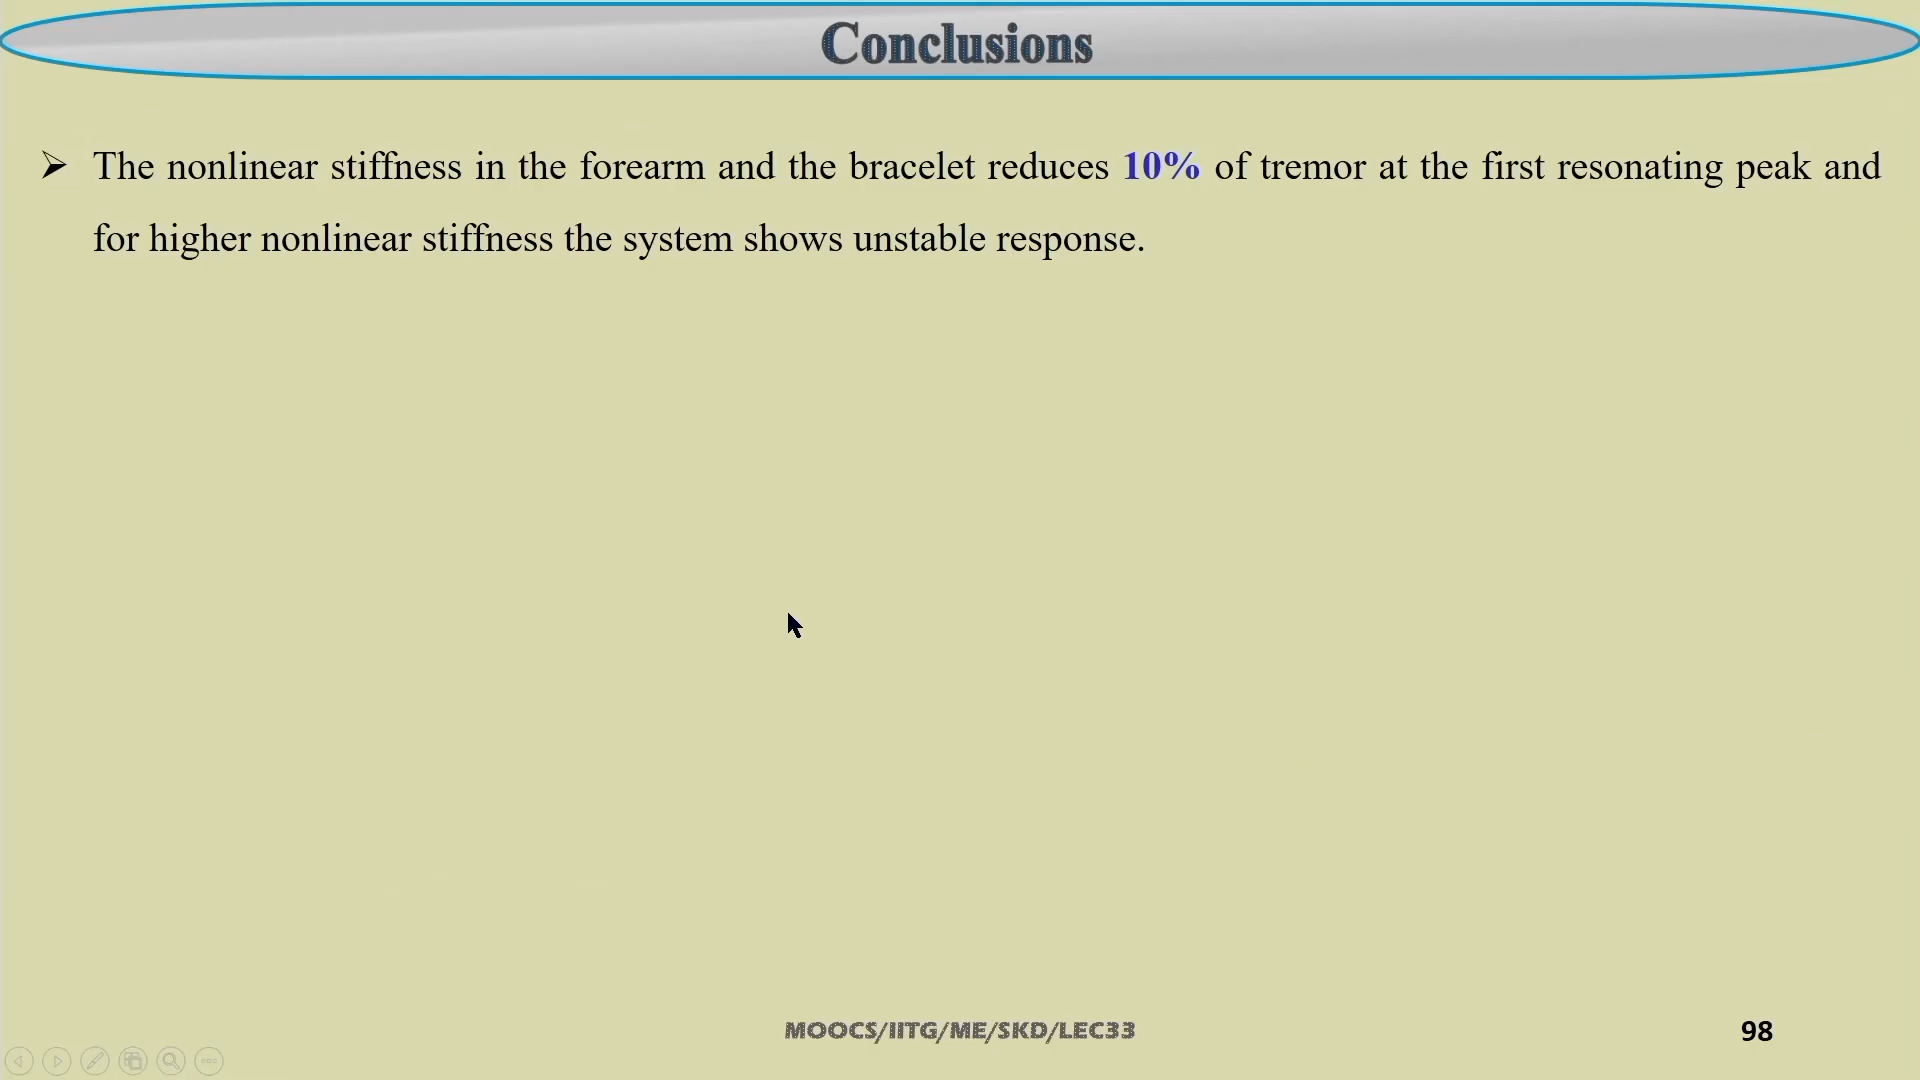 Conclusions
➢ The nonlinear stiffness in the forearm and the bracelet reduces 10% of tremor at the first resonating peak and
for higher nonlinear stiffness the system shows unstable response.
MOOCS/IITG/ME/SKD/LEC33
98